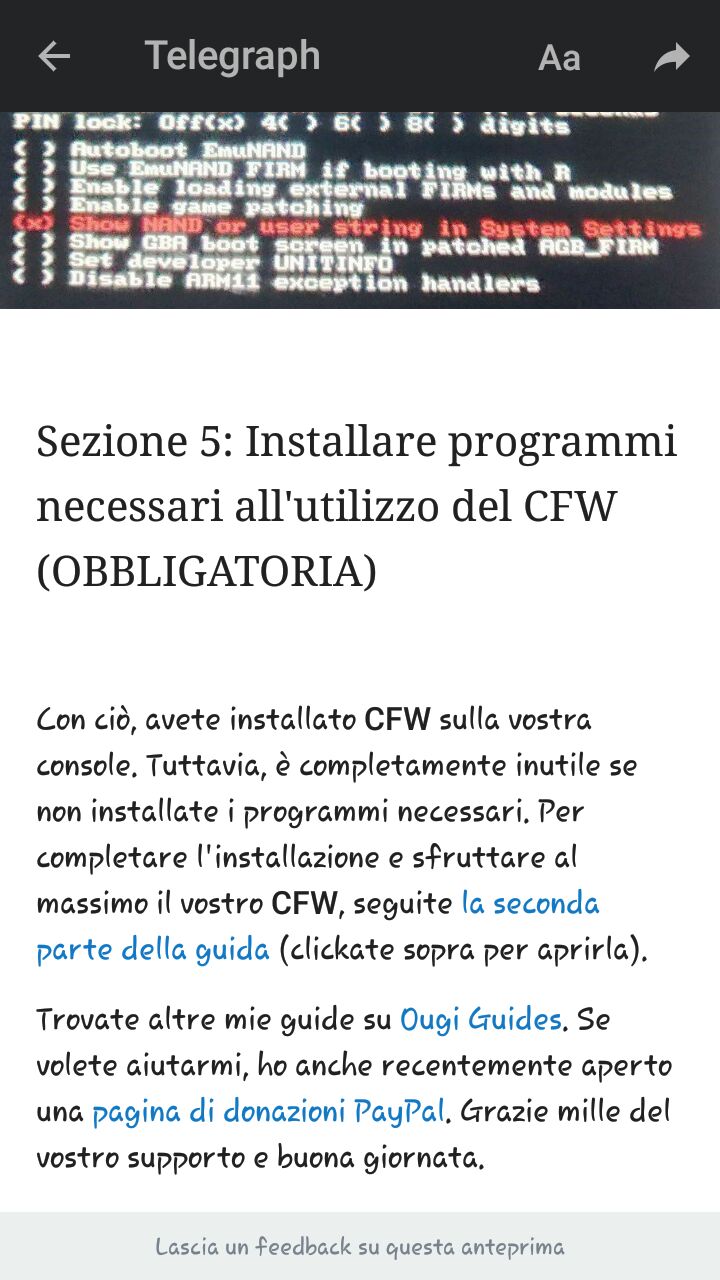 Telegraph Aa
PIN lock: Off(x) 4( ) 6( ) 8( ) digits
( ) Autoboot EmuNAND
( ) Use EmuNAND FIRM if booting with R
( ) Enable loading external FIRMs and modules
( ) Enable game patching
(x) Show NAND or user string in System Settings
( ) Show GBA boot screen in patched AGB_FIRM
( ) Set developer UNITINFO
( ) Disable ARM11 exception handlers
Sezione 5: Installare programmi
necessari all'utilizzo del CFW
(OBBLIGATORIA)
Con ciò, avete installato CFW sulla vostra
console. Tuttavia, è completamente inutile se
non installate i programmi necessari. Per
completare l'installazione e sfruttare al
massimo il vostro CFW, seguite la seconda
parte della guida (clickate sopra per aprirla).
Trovate altre mie guide su Ougi Guides. Se
volete aiutarmi, ho anche recentemente aperto
una pagina di donazioni PayPal. Grazie mille del
vostro supporto e buona giornata.
Lascia un feedback su questa anteprima